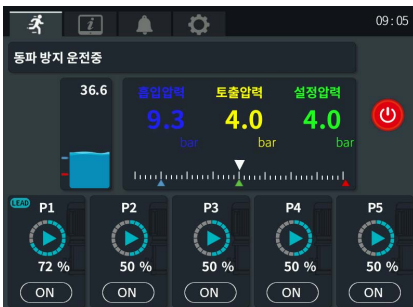 09:05
동파 방지 운전중
36.6
흡입압력 토출압력 설정압력
9.3 4.0 4.0
bar bar bar
LEAD P1 P2 P3 P4 P5
72 % 50 % 50 % 50 % 50 %
ON ON ON ON ON